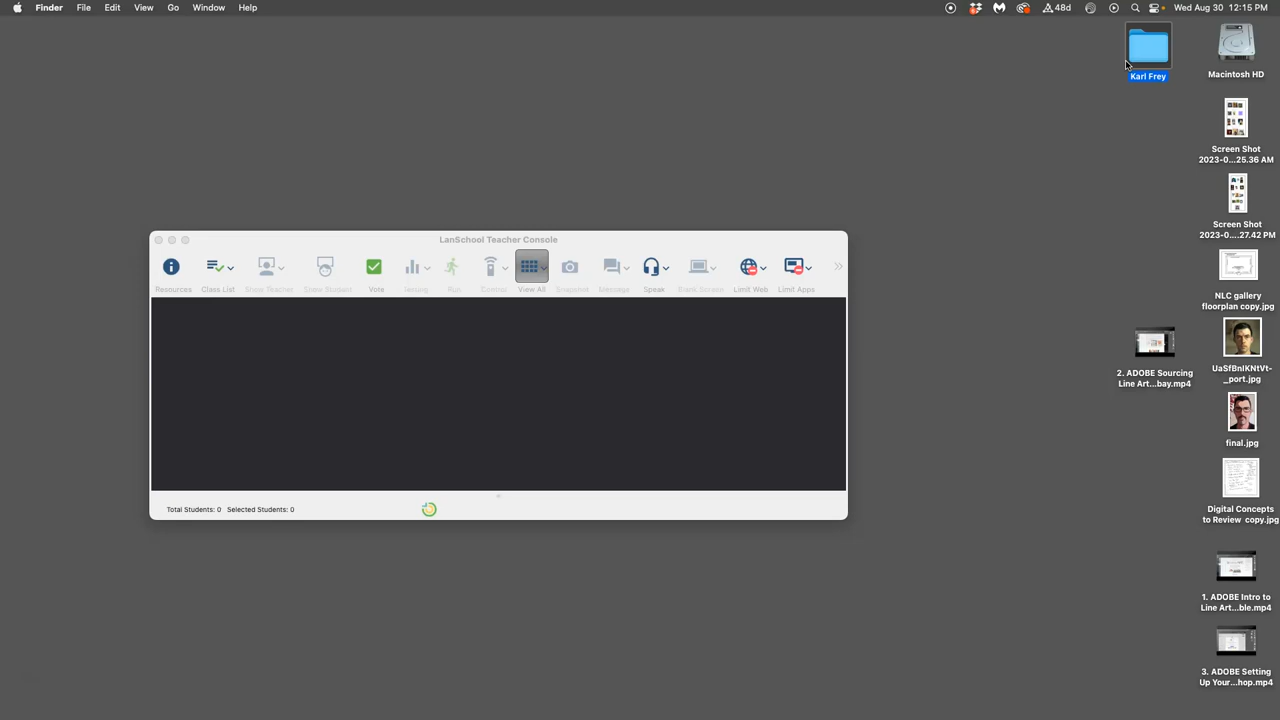 Finder File Edit View Go Window Help
48d Wed Aug 30 12:15 PM
Karl Frey
Macintosh HD
Screen Shot
2023-0...25.36 AM
Screen Shot
2023-0....27.42 PM
NLC gallery
floorplan copy.jpg
2. ADOBE Sourcing
Line Art...bay.mp4
UaSfBnIKNtVt-
_port.jpg
final.jpg
Digital Concepts
to Review copy.jpg
1. ADOBE Intro to
Line Art...ble.mp4
3. ADOBE Setting
Up Your...hop.mp4
LanSchool Teacher Console
Resources Class List Show Teacher Show Student Vote Testing Run Control View All Snapshot Message Speak Blank Screen Limit Web Limit Apps
Total Students: 0 Selected Students: 0